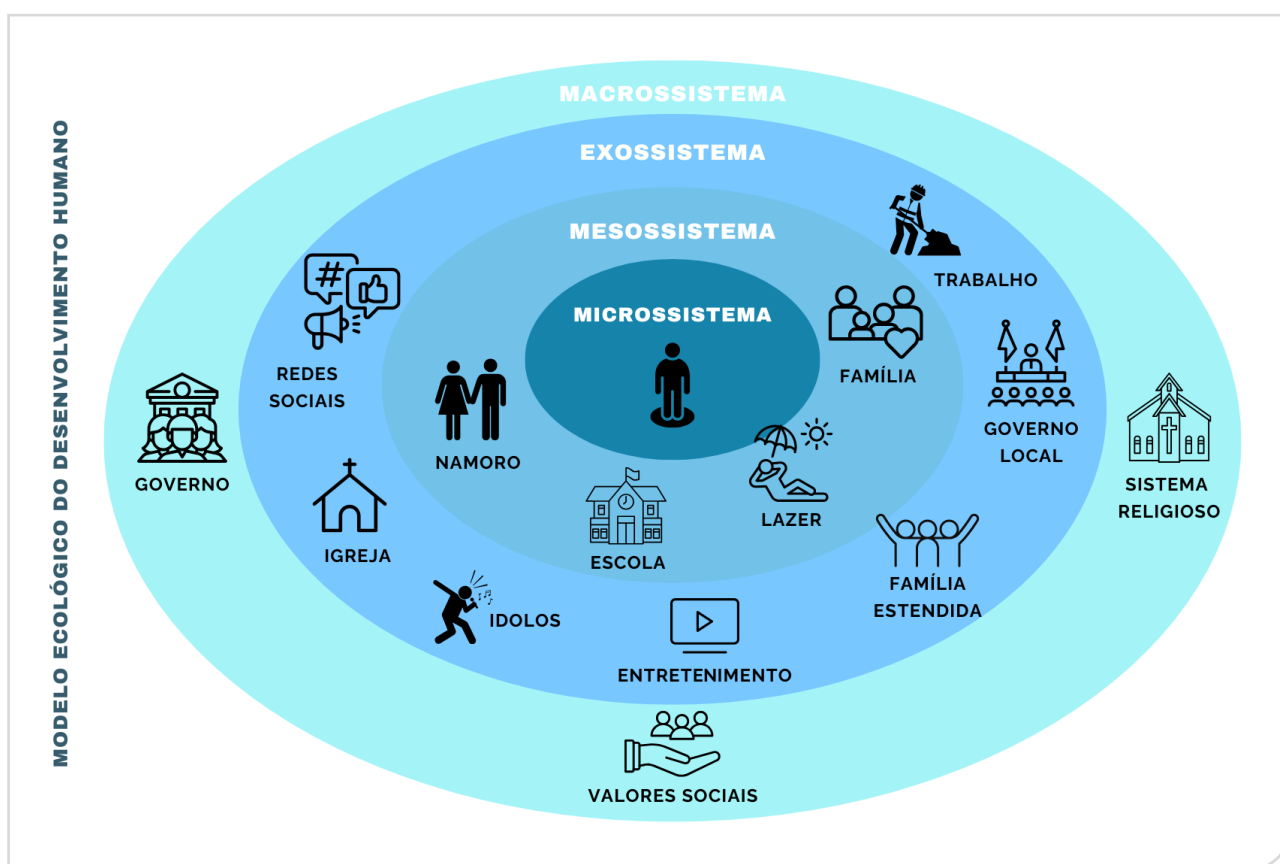 MODELO ECOLÓGICO DO DESENVOLVIMENTO HUMANO
MACROSSISTEMA
EXOSSISTEMA
MESOSSISTEMA
MICROSSISTEMA
TRABALHO
#
REDES
SOCIAIS
FAMÍLIA
GOVERNO
LOCAL
NAMORO
GOVERNO
SISTEMA
RELIGIOSO
LAZER
IGREJA
ESCOLA
FAMÍLIA
ESTENDIDA
IDOLOS
ENTRETENIMENTO
VALORES SOCIAIS